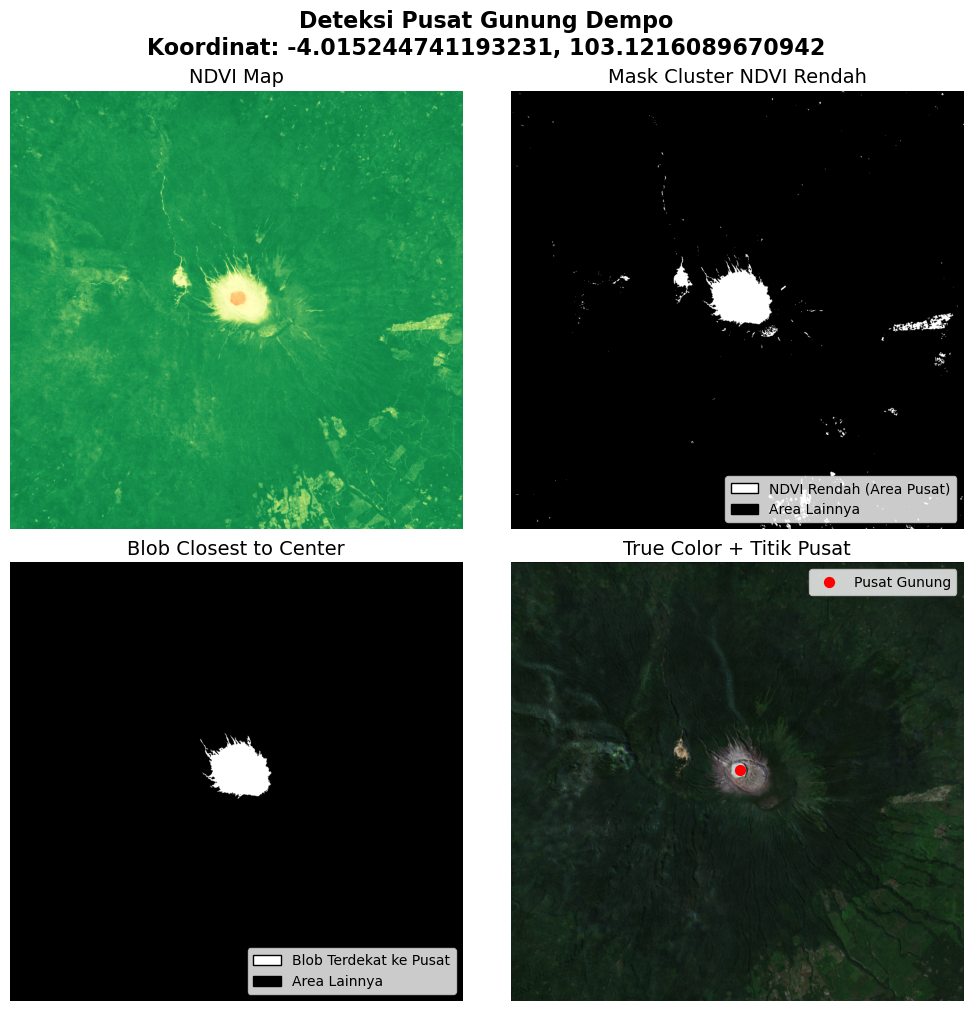 Deteksi Pusat Gunung Dempo
Koordinat: -4.015244741193231, 103.1216089670942
NDVI Map
Mask Cluster NDVI Rendah
NDVI Rendah (Area Pusat)
Area Lainnya
Blob Closest to Center
True Color + Titik Pusat
Pusat Gunung
Blob Terdekat ke Pusat
Area Lainnya